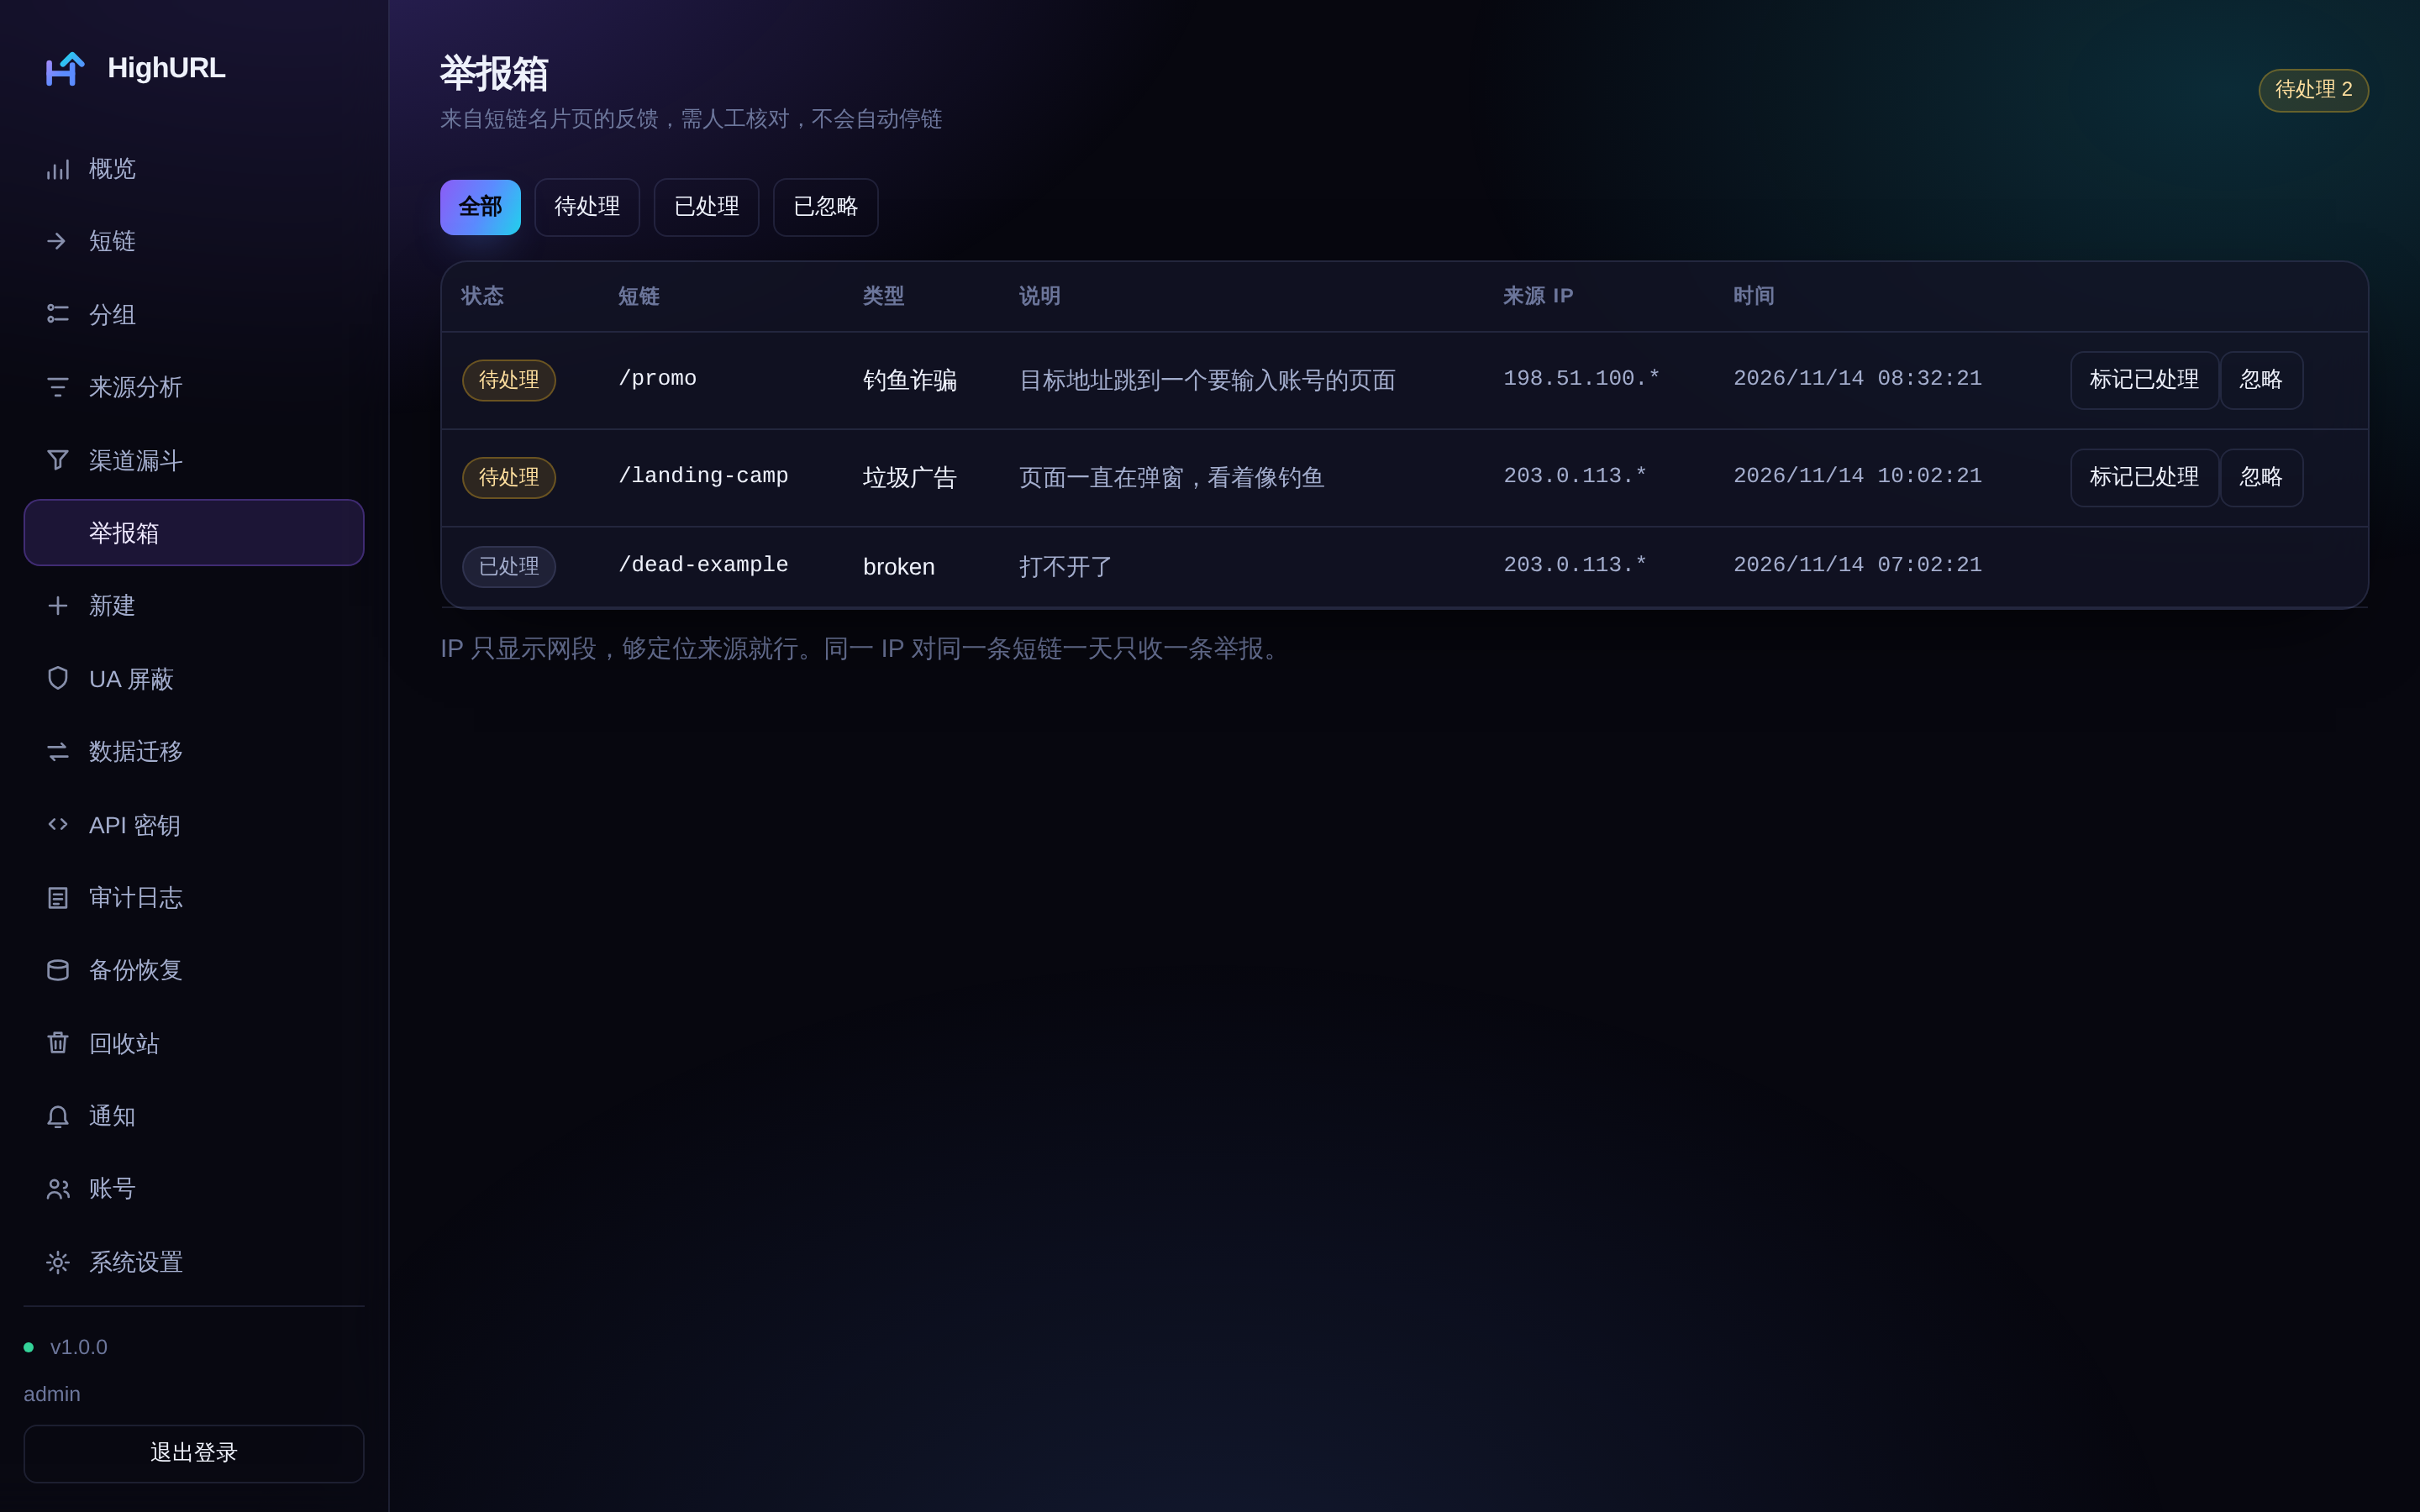 HighURL
概览
短链
分组
来源分析
渠道漏斗
举报箱
新建
UA 屏蔽
数据迁移
API 密钥
审计日志
备份恢复
回收站
通知
账号
系统设置
v1.0.0
admin
退出登录
举报箱
来自短链名片页的反馈，需人工核对，不会自动停链
待处理 2
全部 待处理 已处理 已忽略
状态 短链 类型 说明 来源 IP 时间
待处理 /promo 钓鱼诈骗 目标地址跳到一个要输入账号的页面 198.51.100.* 2026/11/14 08:32:21 标记已处理 忽略
待处理 /landing-camp 垃圾广告 页面一直在弹窗，看着像钓鱼 203.0.113.* 2026/11/14 10:02:21 标记已处理 忽略
已处理 /dead-example broken 打不开了 203.0.113.* 2026/11/14 07:02:21
IP 只显示网段，够定位来源就行。同一 IP 对同一条短链一天只收一条举报。